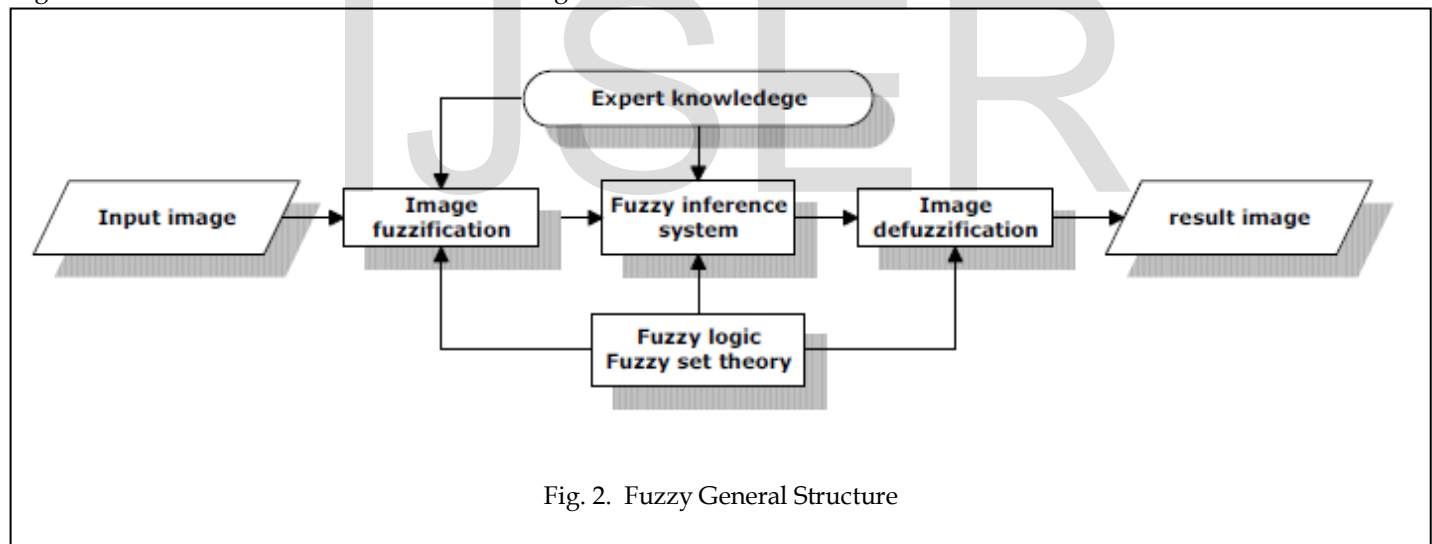 IJSER
Expert knowledege
Input image
Image
fuzzification
Fuzzy inference
system
Image
defuzzification
result image
Fuzzy logic
Fuzzy set theory
Fig. 2. Fuzzy General Structure